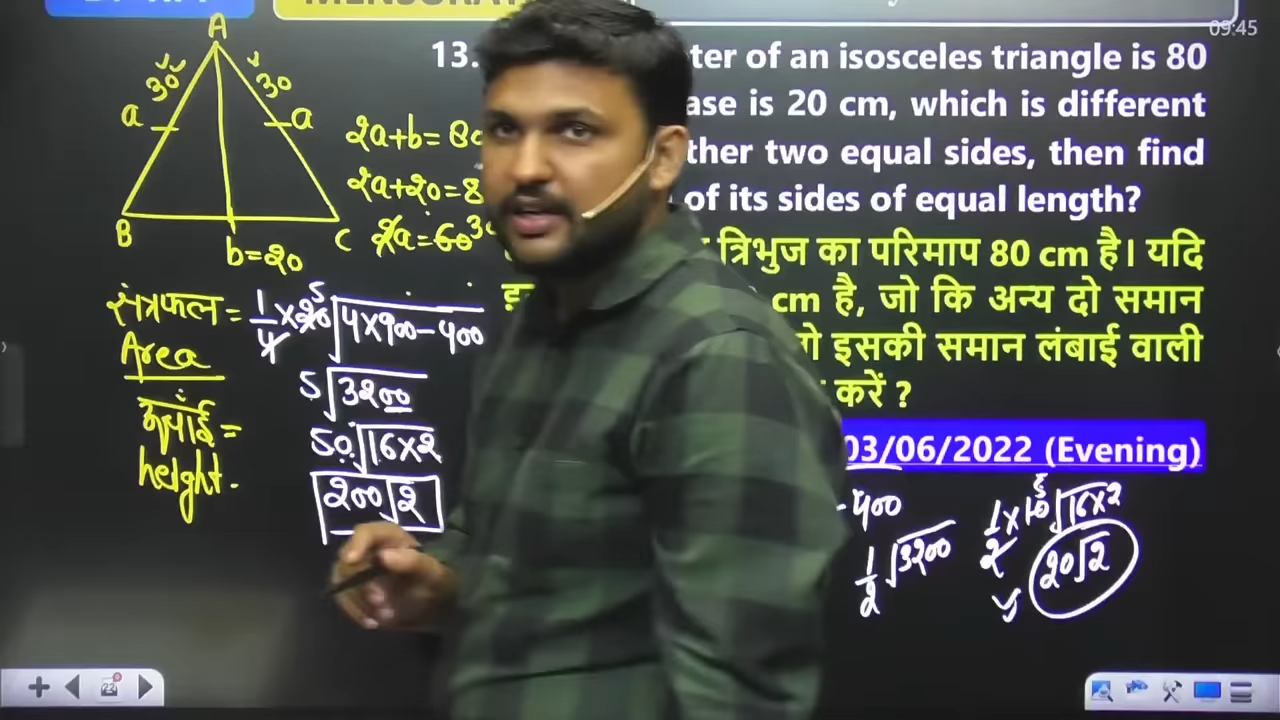 09:45
13.
ter of an isosceles triangle is 80
ase is 20 cm, which is different
ther two equal sides, then find
of its sides of equal length?
त्रिभुज का परिमाप 80 cm है। यदि
cm है, जो कि अन्य दो समान
इसकी समान लंबाई वाली
करें ?
03/06/2022 (Evening)
A
30
30
a
a
B
C
b=20
2a+b=80
2a+20=8
2a=60 30
क्षेत्रफल = 1/4×20 5√4×900-400
Area
5√3200
50√16×2
200√2
ऊंचाई =
height.
-400
1/2 √3200
1/2×10 5√16×2
20√2